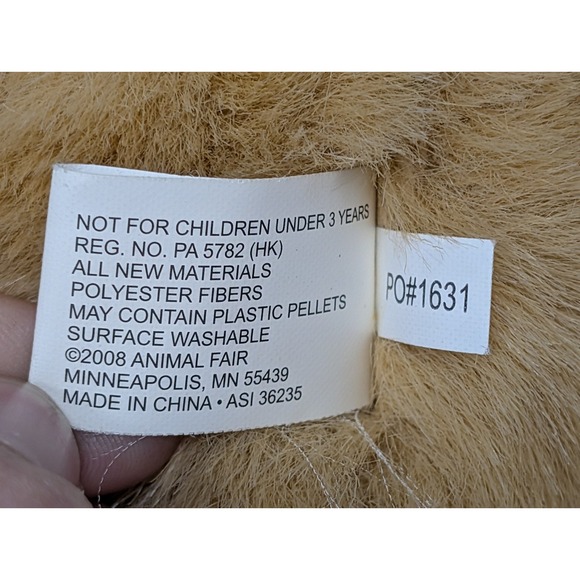 NOT FOR CHILDREN UNDER 3 YEARS
REG. NO. PA 5782 (HK)
ALL NEW MATERIALS
POLYESTER FIBERS
MAY CONTAIN PLASTIC PELLETS
SURFACE WASHABLE
©2008 ANIMAL FAIR
MINNEAPOLIS, MN 55439
MADE IN CHINA • ASI 36235
PO#1631